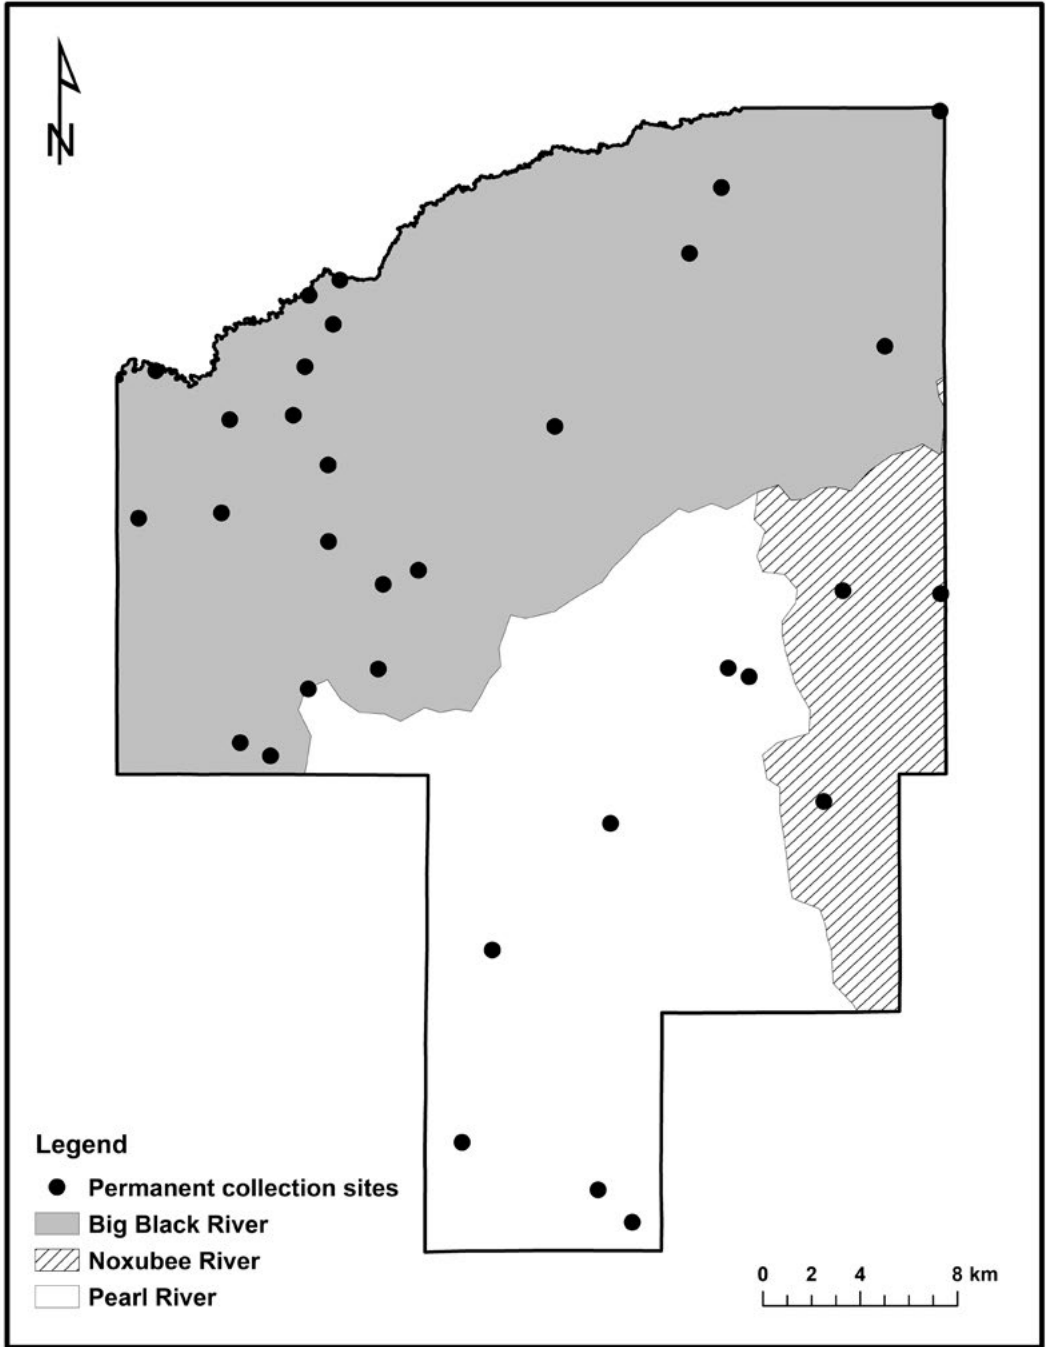 N
Legend
Permanent collection sites
Big Black River
Noxubee River
Pearl River
0 2 4 8 km